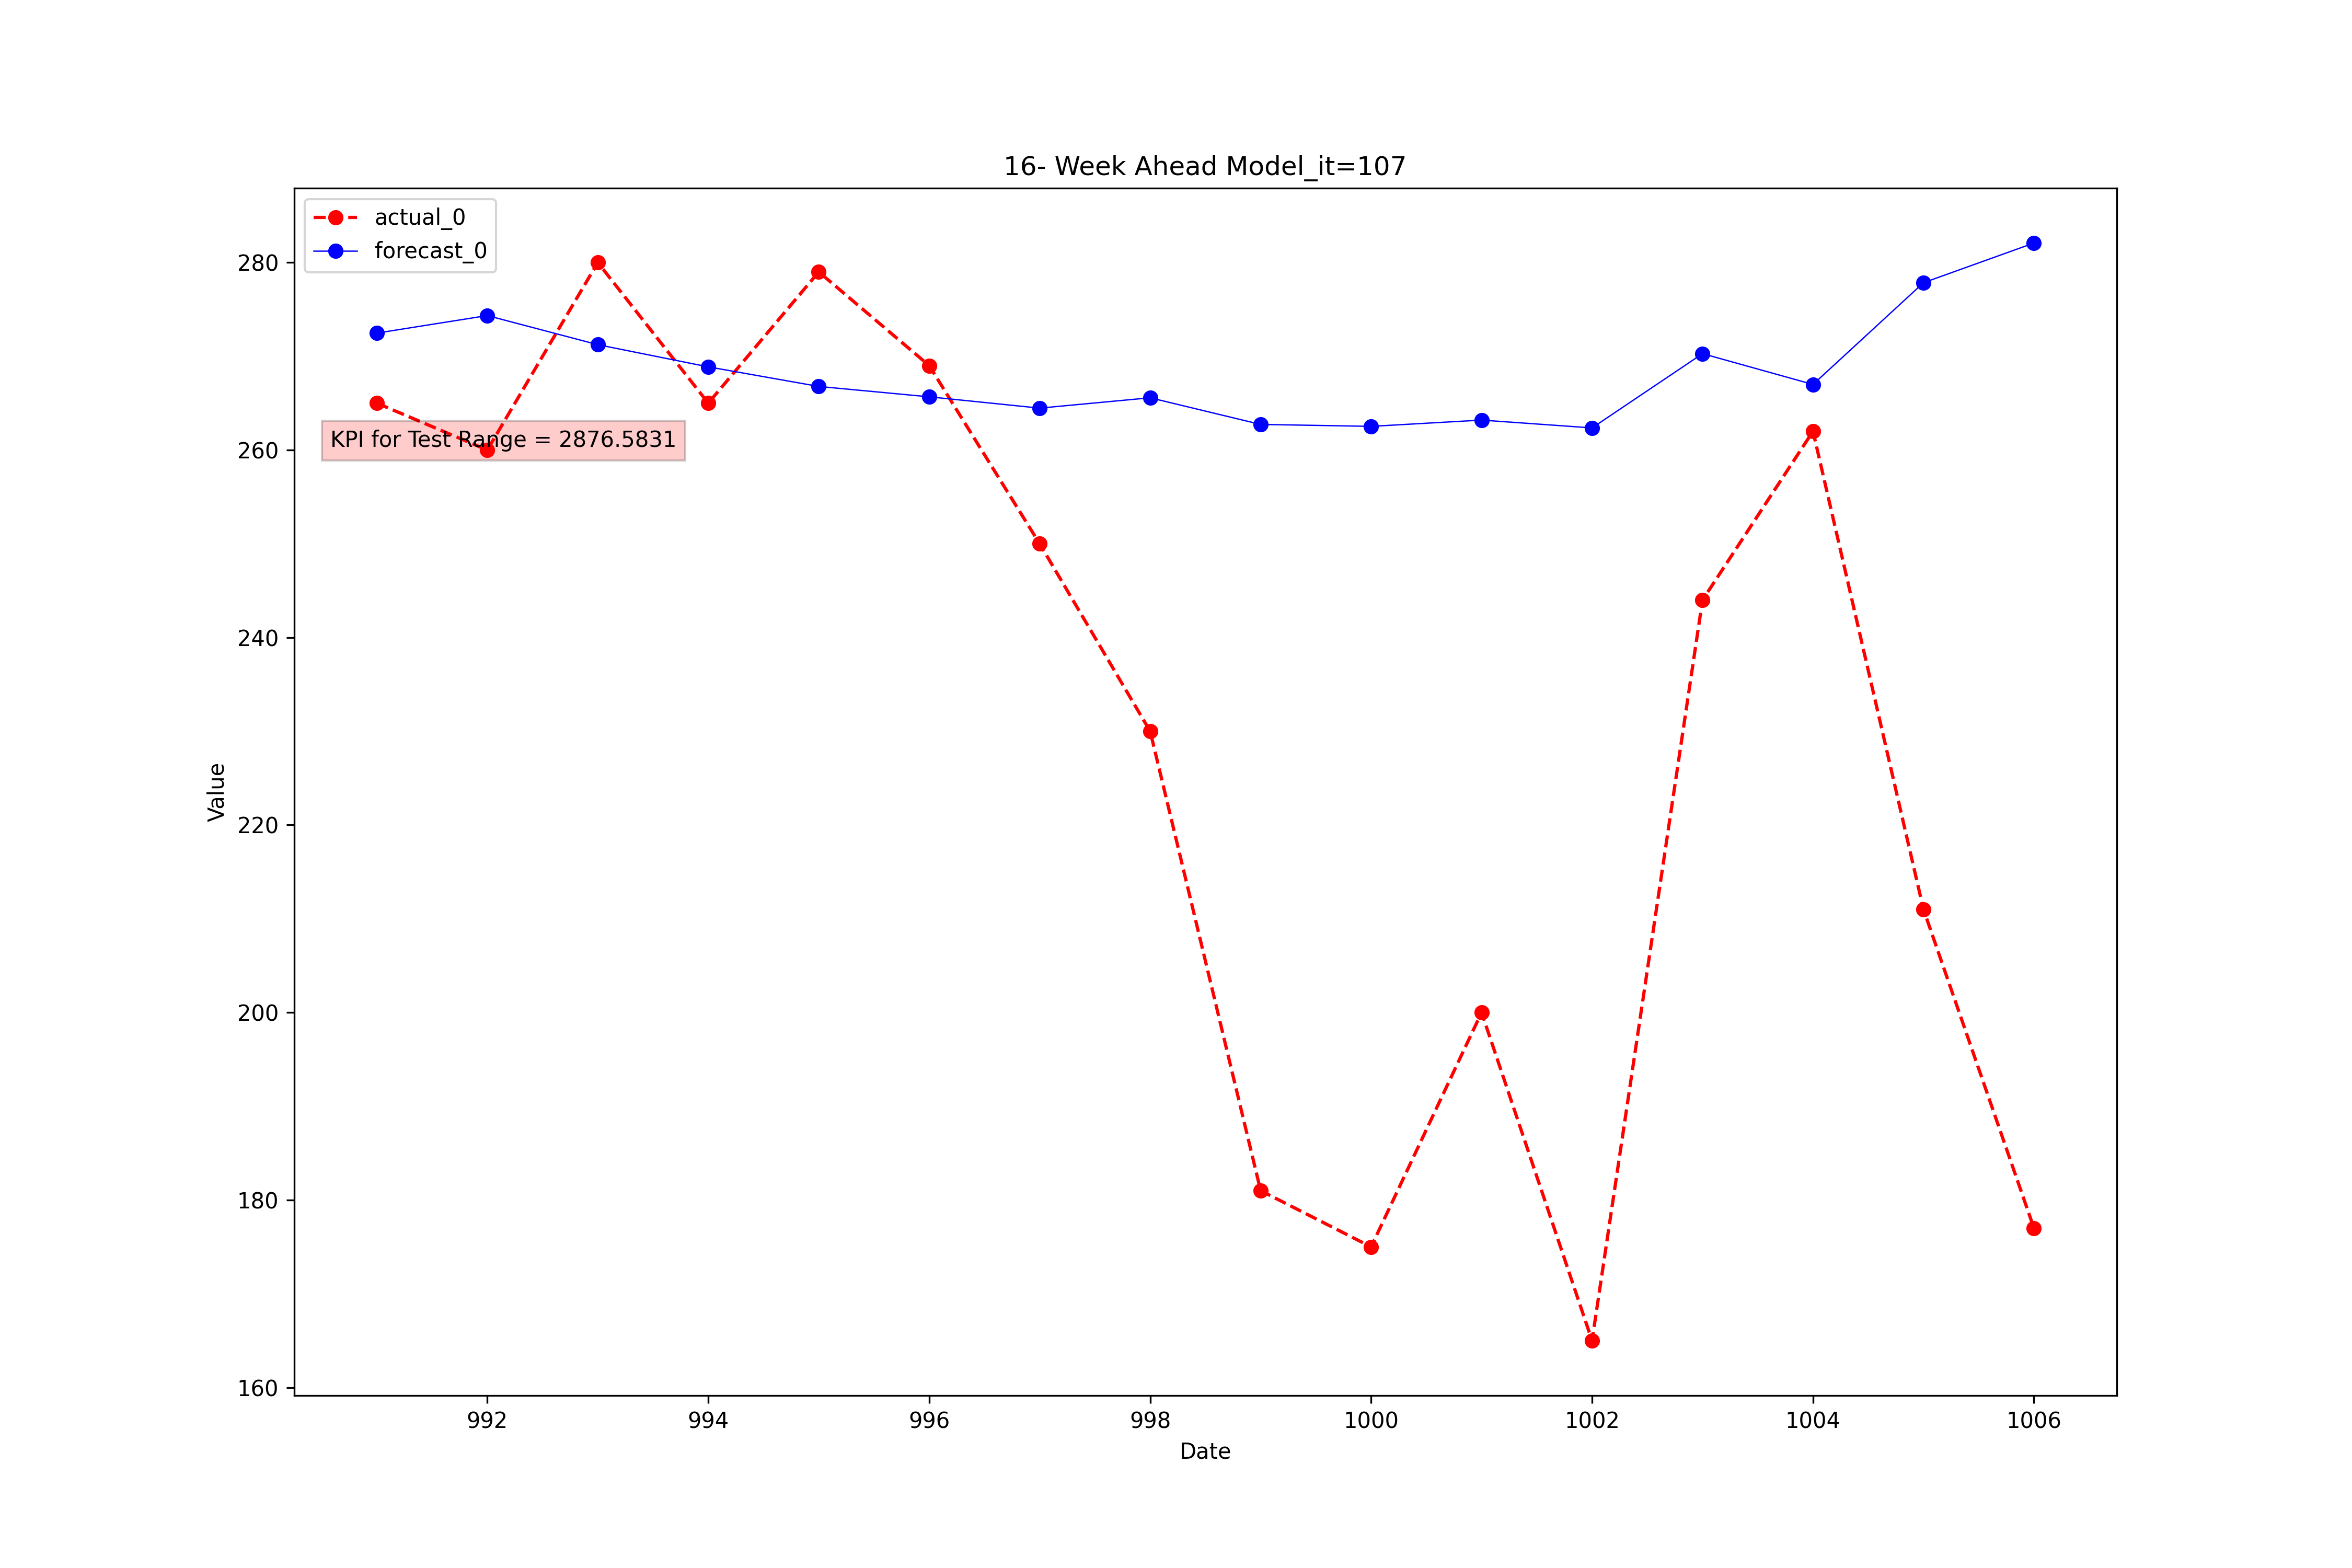 16- Week Ahead Model_it=107
actual_0
forecast_0
KPI for Test Range = 2876.5831
280
260
240
220
200
180
160
Value
992
994
996
998
1000
1002
1004
1006
Date